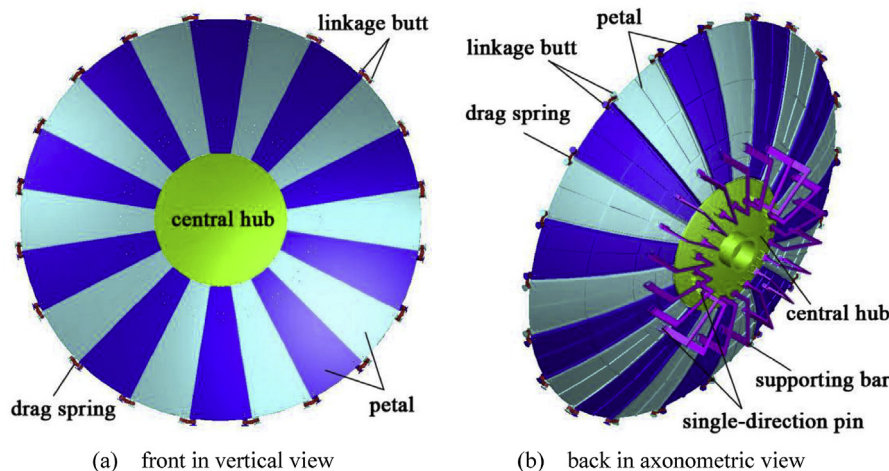 linkage butt
central hub
drag spring
petal
(a) front in vertical view
petal
linkage butt
drag spring
central hub
supporting bar
single-direction pin
(b) back in axonometric view